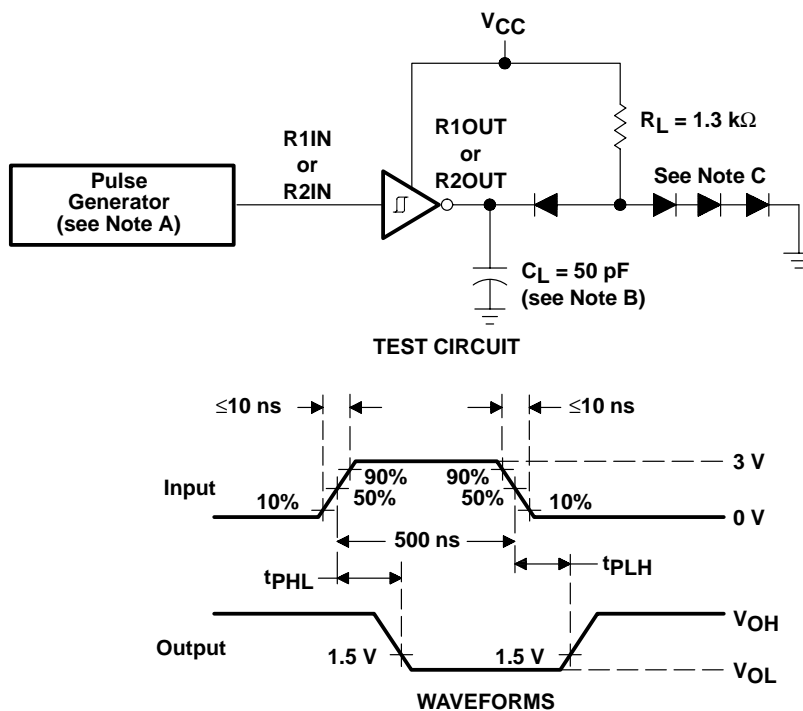 VCC
R1IN
or
R2IN
R1OUT
or
R2OUT
RL = 1.3 kΩ
See Note C
Pulse
Generator
(see Note A)
CL = 50 pF
(see Note B)
TEST CIRCUIT
≤10 ns
≤10 ns
Input
10%
90%
50%
90%
50%
10%
3 V
0 V
500 ns
tPHL
tPLH
Output
1.5 V
1.5 V
VOH
VOL
WAVEFORMS